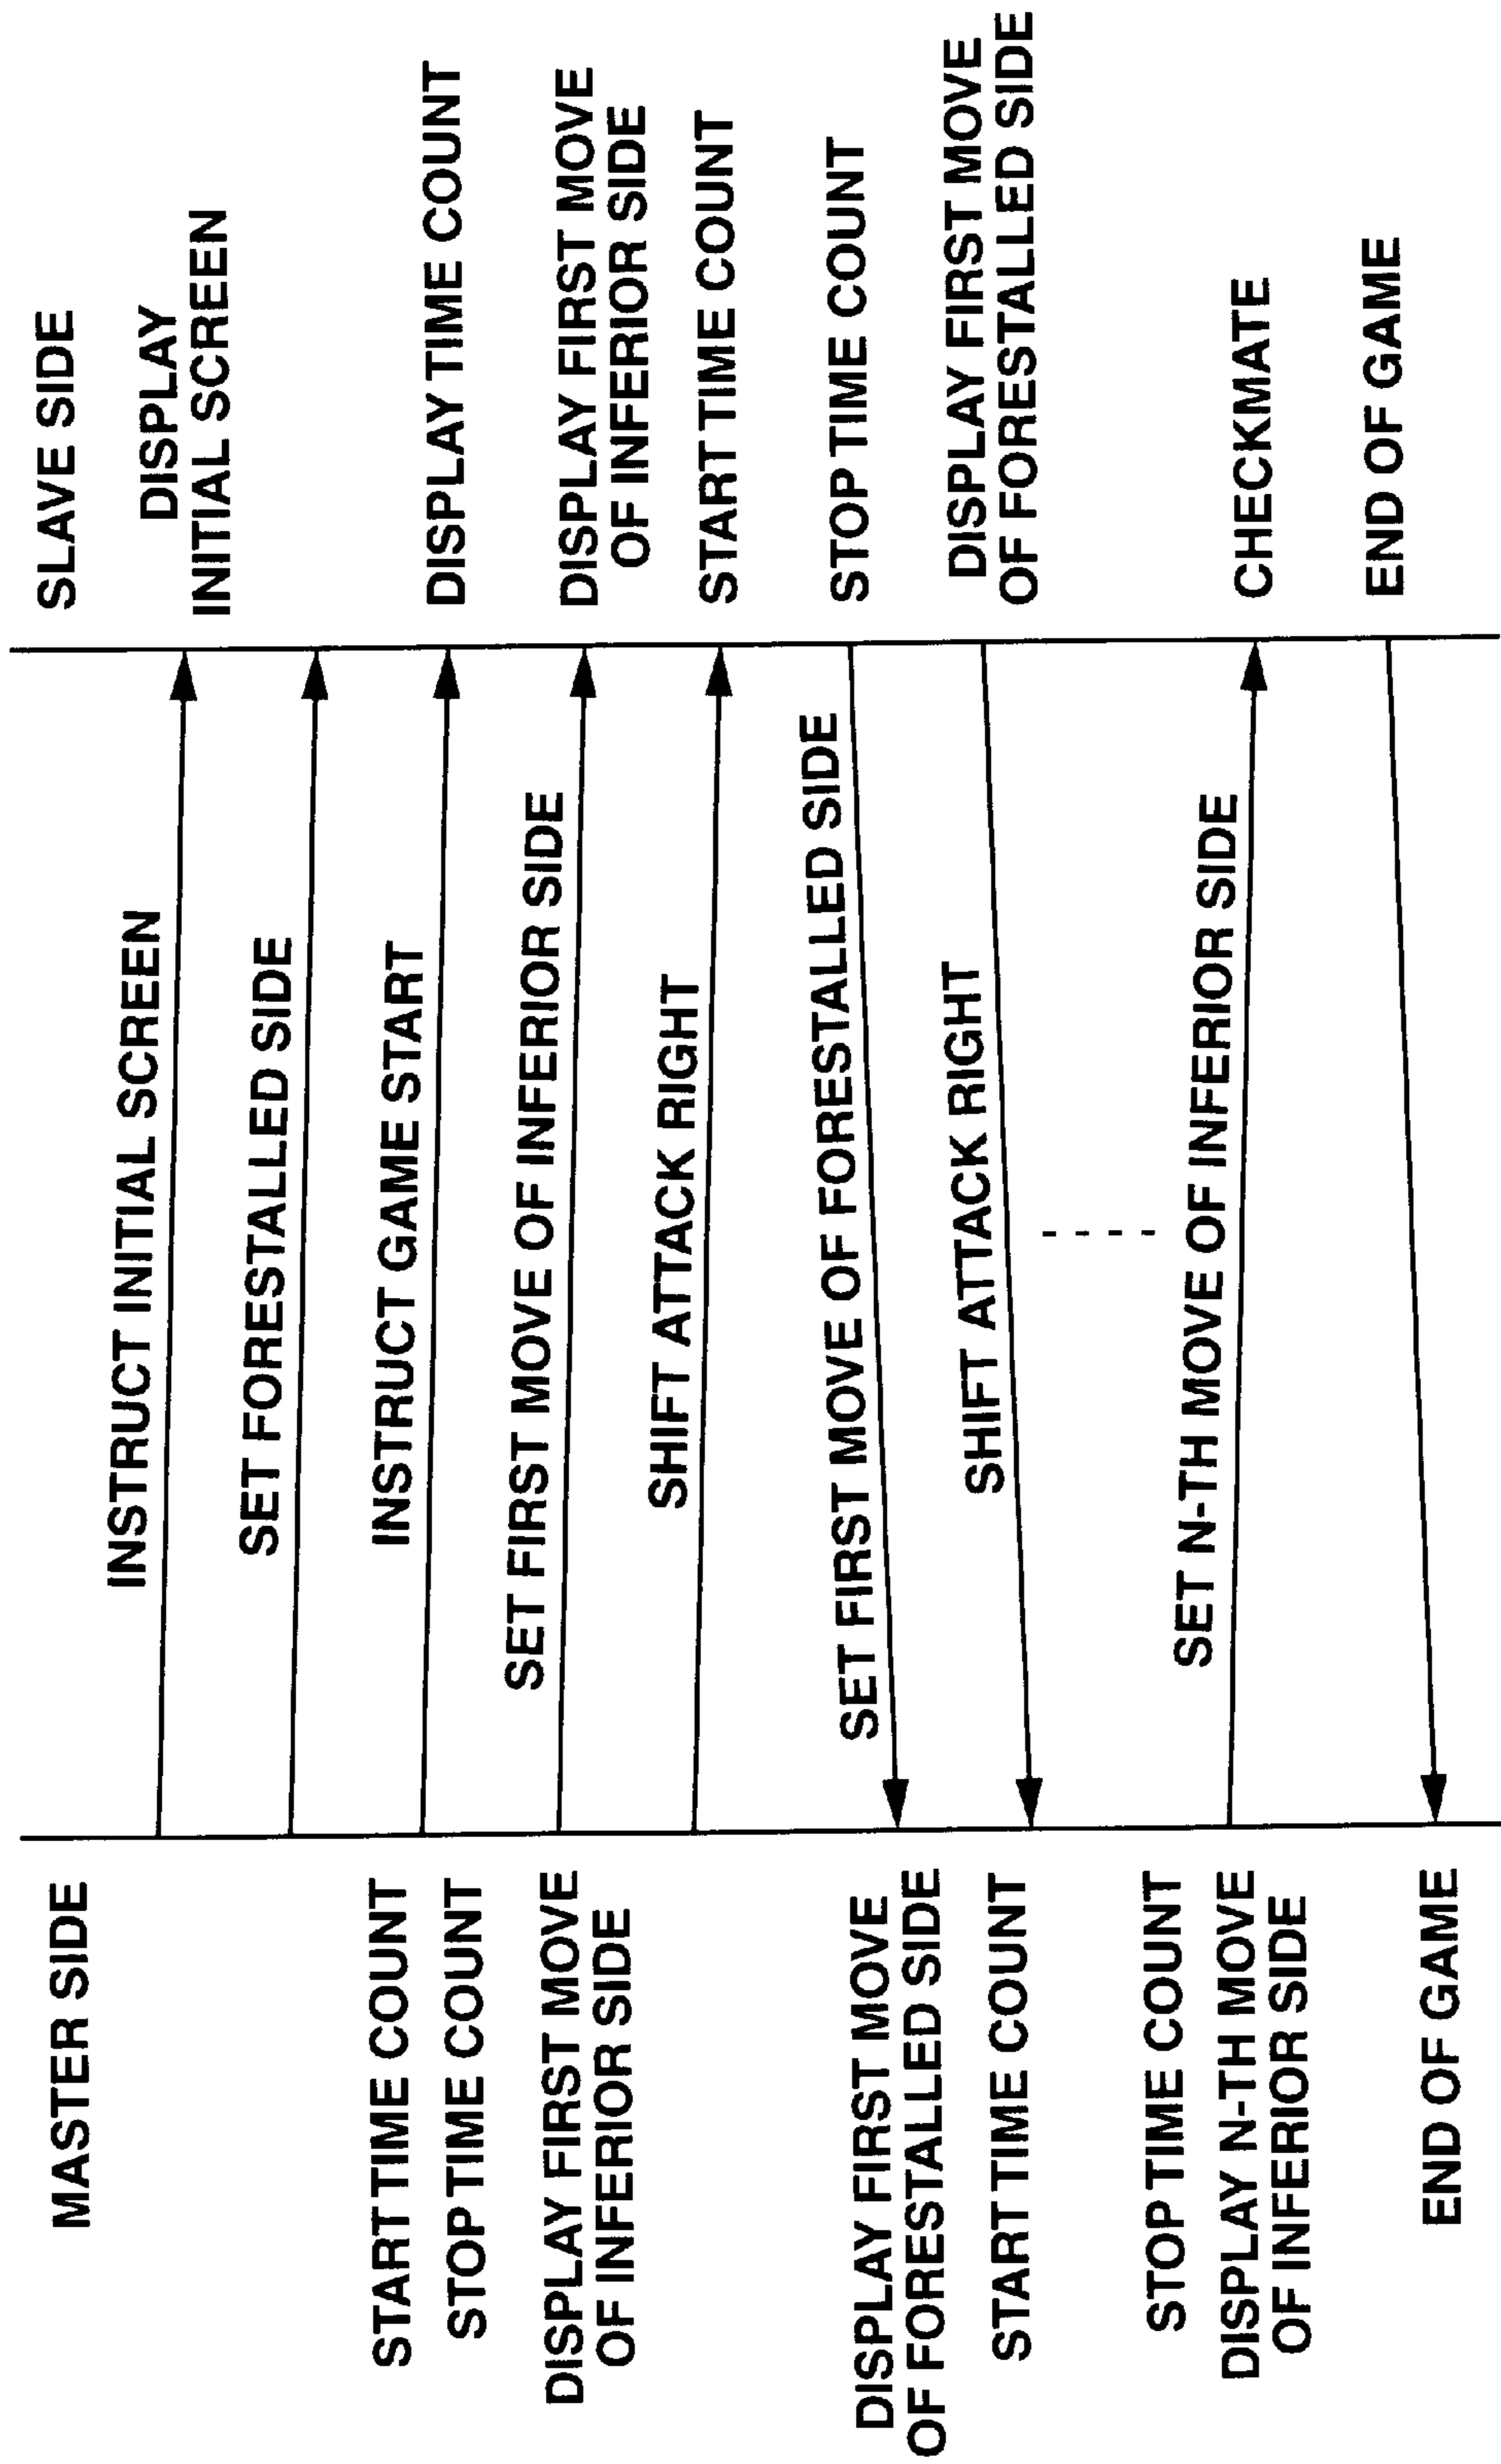 MASTER SIDE
SLAVE SIDE
INSTRUCT INITIAL SCREEN
DISPLAY
INITIAL SCREEN
SET FORESTALLED SIDE
START TIME COUNT
INSTRUCT GAME START
DISPLAY TIME COUNT
STOP TIME COUNT
DISPLAY FIRST MOVE
OF INFERIOR SIDE
SET FIRST MOVE OF INFERIOR SIDE
DISPLAY FIRST MOVE
OF INFERIOR SIDE
SHIFT ATTACK RIGHT
START TIME COUNT
STOP TIME COUNT
SET FIRST MOVE OF FORESTALLED SIDE
DISPLAY FIRST MOVE
OF FORESTALLED SIDE
DISPLAY FIRST MOVE
OF FORESTALLED SIDE
SHIFT ATTACK RIGHT
START TIME COUNT
STOP TIME COUNT
DISPLAY N-TH MOVE
OF INFERIOR SIDE
SET N-TH MOVE OF INFERIOR SIDE
CHECKMATE
END OF GAME
END OF GAME